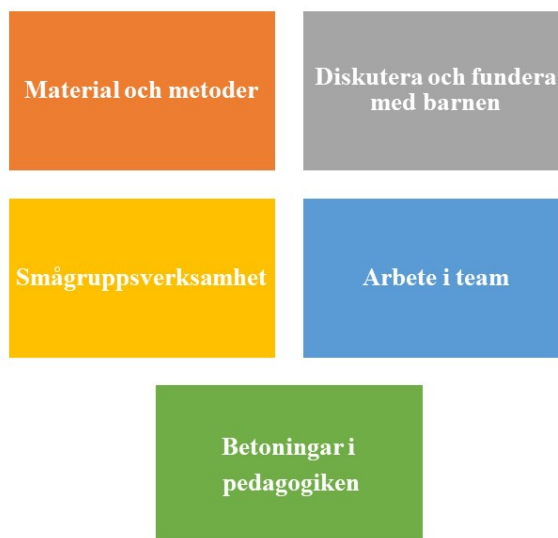 Material och metoder
Diskutera och fundera
med barnen
Smågruppsverksamhet
Arbete i team
Betoningar i
pedagogiken